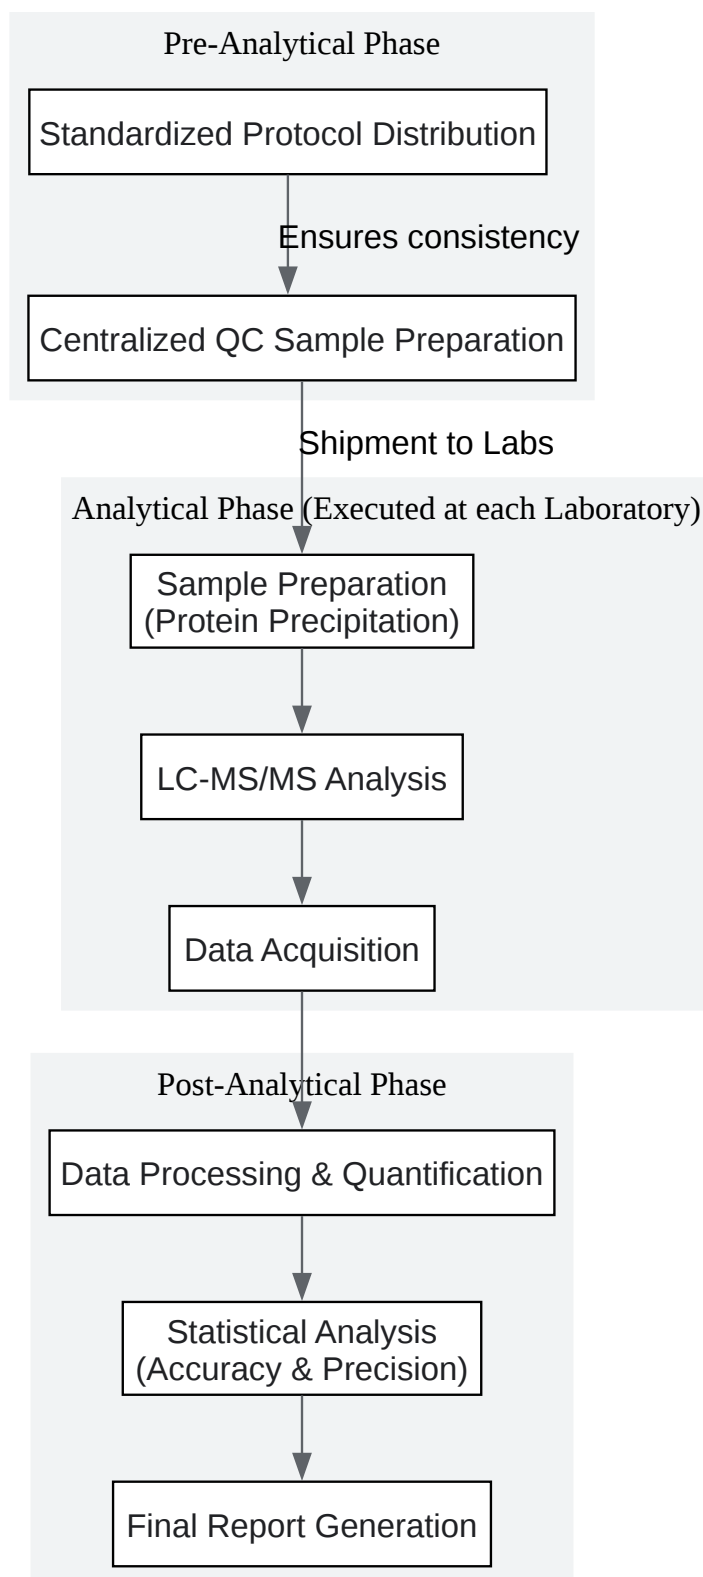 Pre-Analytical Phase
Standardized Protocol Distribution
Ensures consistency
Centralized QC Sample Preparation
Shipment to Labs
Analytical Phase (Executed at each Laboratory)
Sample Preparation
(Protein Precipitation)
LC-MS/MS Analysis
Data Acquisition
Post-Analytical Phase
Data Processing & Quantification
Statistical Analysis
(Accuracy & Precision)
Final Report Generation